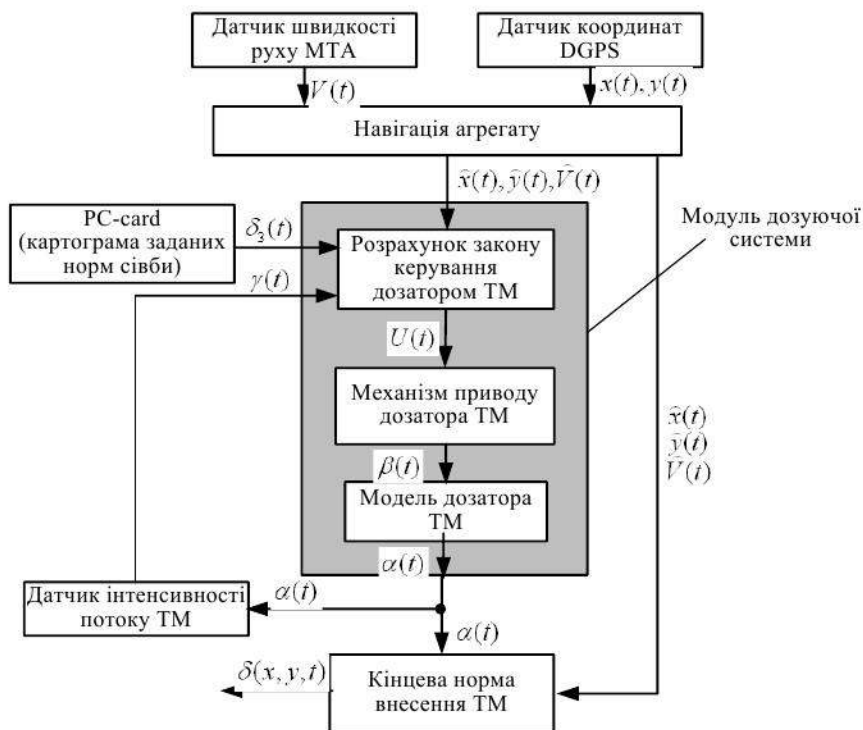 Датчик швидкості
руху МТА
Датчик координат
DGPS
V(t)
x(t), y(t)
Навігація агрегату
x̂(t), ŷ(t), V̂(t)
PC-card
(картограма заданих
норм сівби)
δ₃(t)
γ(t)
Розрахунок закону
керування
дозатором ТМ
Модуль дозуючої
системи
U(t)
Механізм приводу
дозатора ТМ
x̂(t)
ŷ(t)
V̂(t)
β(t)
Модель дозатора
ТМ
α(t)
Датчик інтенсивності
потоку ТМ
α(t)
α(t)
δ(x, y, t)
Кінцева норма
внесення ТМ